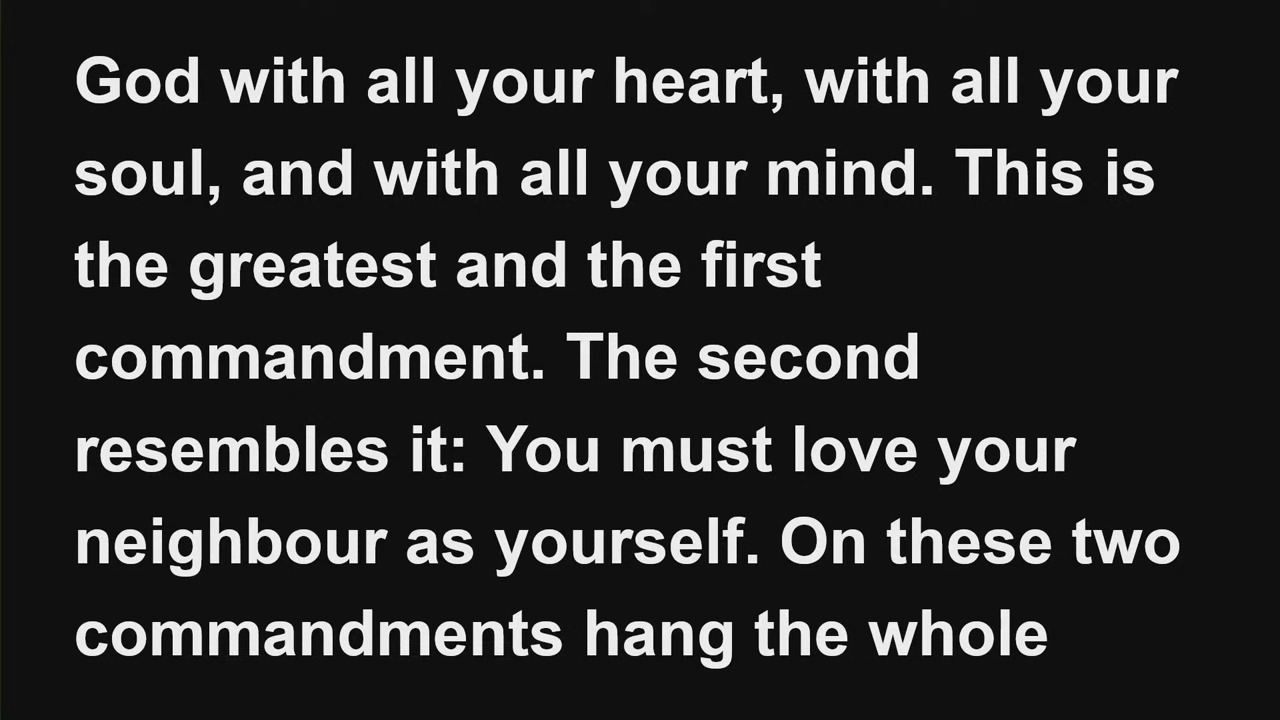 God with all your heart, with all your
soul, and with all your mind. This is
the greatest and the first
commandment. The second
resembles it: You must love your
neighbour as yourself. On these two
commandments hang the whole